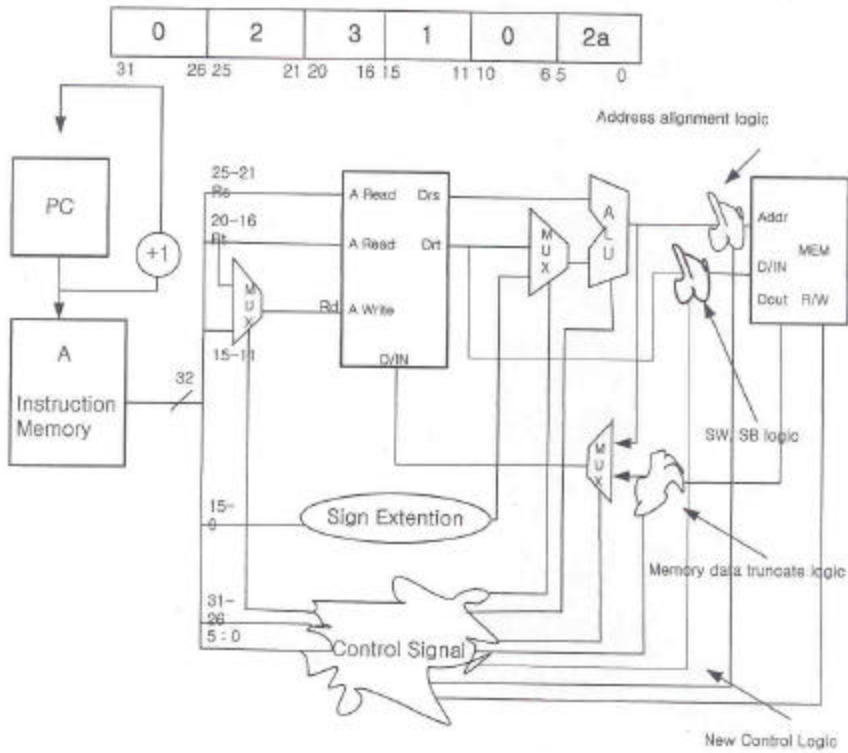 0 2 3 1 0 2a
31 26 25 21 20 16 15 11 10 6 5 0
Address alignment logic
PC
+1
25-21
Rs
A Read
Drs
20-16
Rt
A Read
Drt
MUX
Rd
A Write
15-11
D/IN
MUX
ALU
Addr
MEM
D/IN
Dout R/W
A
Instruction
Memory
32
SW, SB logic
MUX
15-
0
Sign Extention
Memory data truncate logic
31-
26
5:0
Control Signal
New Control Logic